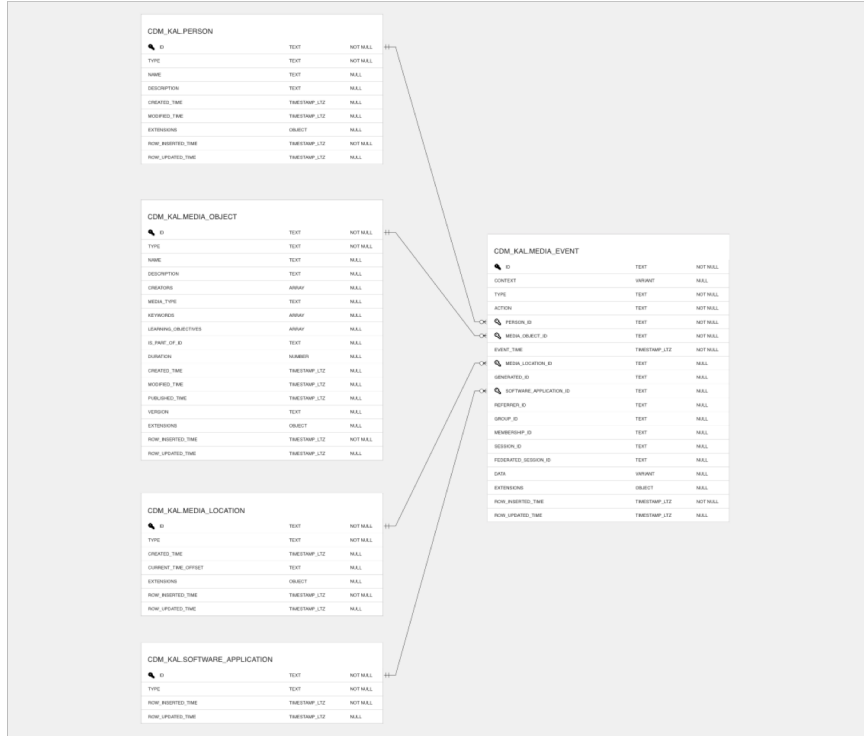 CDM_KAL.PERSON
ID TEXT NOT NULL
TYPE TEXT NOT NULL
NAME TEXT NULL
DESCRIPTION TEXT NULL
CREATED_TIME TIMESTAMP_LTZ NULL
MODIFIED_TIME TIMESTAMP_LTZ NULL
EXTENSIONS OBJECT NULL
ROW_INSERTED_TIME TIMESTAMP_LTZ NOT NULL
ROW_UPDATED_TIME TIMESTAMP_LTZ NULL
CDM_KAL.MEDIA_OBJECT
ID TEXT NOT NULL
TYPE TEXT NOT NULL
NAME TEXT NULL
DESCRIPTION TEXT NULL
CREATORS ARRAY NULL
MEDIA_TYPE TEXT NULL
KEYWORDS ARRAY NULL
LEARNING_OBJECTIVES ARRAY NULL
IS_PART_OF_ID TEXT NULL
DURATION NUMBER NULL
CREATED_TIME TIMESTAMP_LTZ NULL
MODIFIED_TIME TIMESTAMP_LTZ NULL
PUBLISHED_TIME TIMESTAMP_LTZ NULL
VERSION TEXT NULL
EXTENSIONS OBJECT NULL
ROW_INSERTED_TIME TIMESTAMP_LTZ NOT NULL
ROW_UPDATED_TIME TIMESTAMP_LTZ NULL
CDM_KAL.MEDIA_LOCATION
ID TEXT NOT NULL
TYPE TEXT NOT NULL
CREATED_TIME TIMESTAMP_LTZ NULL
CURRENT_TIME_OFFSET TEXT NULL
EXTENSIONS OBJECT NULL
ROW_INSERTED_TIME TIMESTAMP_LTZ NOT NULL
ROW_UPDATED_TIME TIMESTAMP_LTZ NULL
CDM_KAL.SOFTWARE_APPLICATION
ID TEXT NOT NULL
TYPE TEXT NOT NULL
ROW_INSERTED_TIME TIMESTAMP_LTZ NOT NULL
ROW_UPDATED_TIME TIMESTAMP_LTZ NULL
CDM_KAL.MEDIA_EVENT
ID TEXT NOT NULL
CONTEXT VARIANT NULL
TYPE TEXT NOT NULL
ACTION TEXT NOT NULL
PERSON_ID TEXT NOT NULL
MEDIA_OBJECT_ID TEXT NOT NULL
EVENT_TIME TIMESTAMP_LTZ NOT NULL
MEDIA_LOCATION_ID TEXT NULL
GENERATED_ID TEXT NULL
SOFTWARE_APPLICATION_ID TEXT NULL
REFERRER_ID TEXT NULL
GROUP_ID TEXT NULL
MEMBERSHIP_ID TEXT NULL
SESSION_ID TEXT NULL
FEDERATED_SESSION_ID TEXT NULL
DATA VARIANT NULL
EXTENSIONS OBJECT NULL
ROW_INSERTED_TIME TIMESTAMP_LTZ NOT NULL
ROW_UPDATED_TIME TIMESTAMP_LTZ NULL